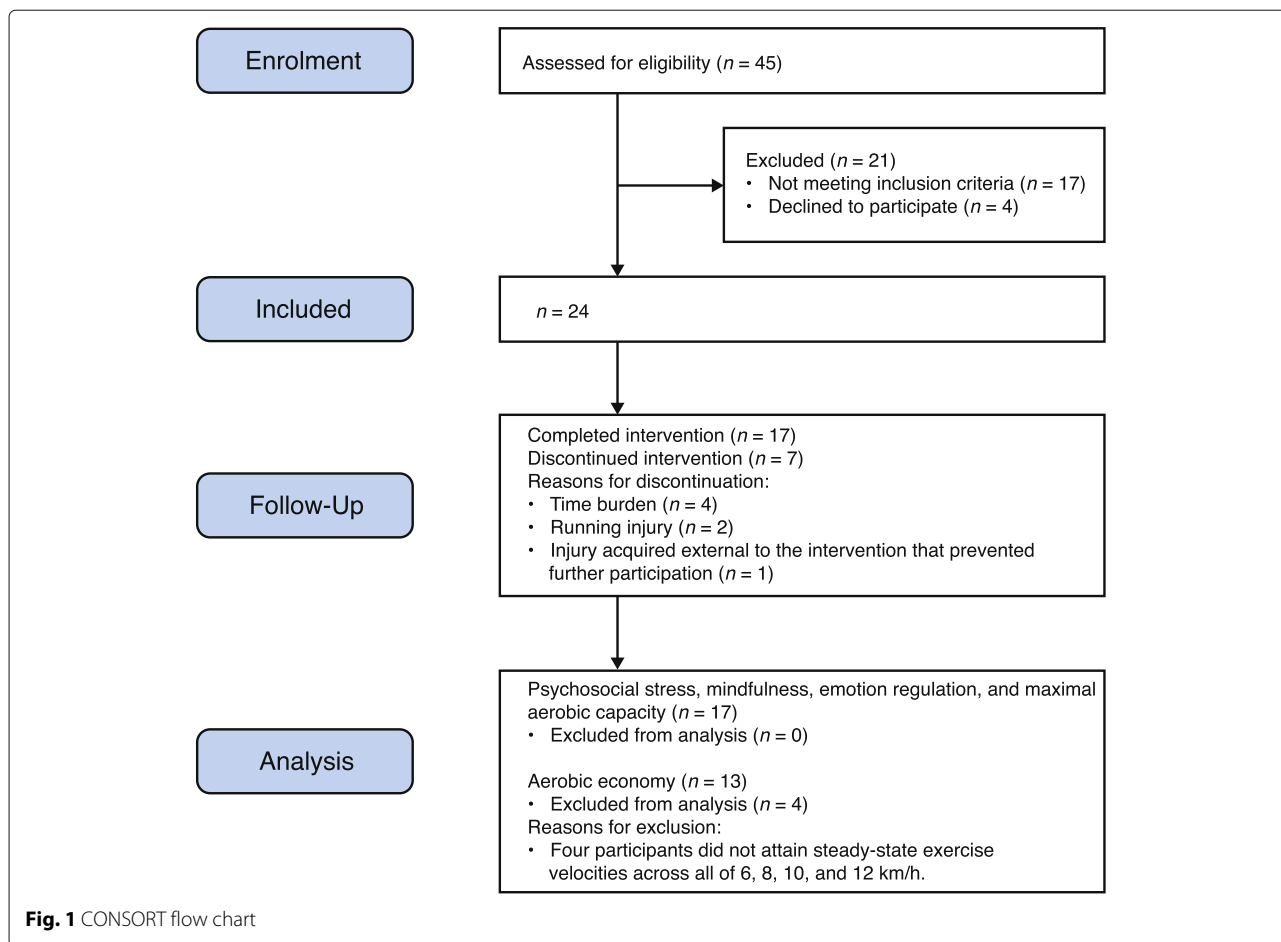 Enrolment
Assessed for eligibility (n = 45)
Excluded (n = 21)
• Not meeting inclusion criteria (n = 17)
• Declined to participate (n = 4)
Included
n = 24
Follow-Up
Completed intervention (n = 17)
Discontinued intervention (n = 7)
Reasons for discontinuation:
• Time burden (n = 4)
• Running injury (n = 2)
• Injury acquired external to the intervention that prevented
further participation (n = 1)
Analysis
Psychosocial stress, mindfulness, emotion regulation, and maximal
aerobic capacity (n = 17)
• Excluded from analysis (n = 0)
Aerobic economy (n = 13)
• Excluded from analysis (n = 4)
Reasons for exclusion:
• Four participants did not attain steady-state exercise
velocities across all of 6, 8, 10, and 12 km/h.
Fig. 1 CONSORT flow chart